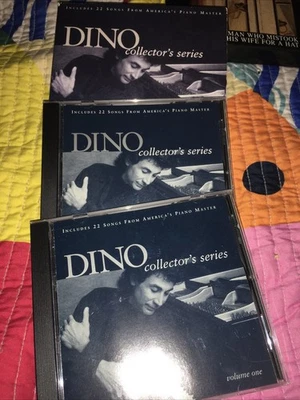 INCLUDES 22 SONGS FROM AMERICA'S PIANO MASTER
DINO
collector's series
MAN WHO MISTOOK
HIS WIFE FOR A HA
INCLUDES 22 SONGS FROM AMERICA'S PIANO MASTER
DINO
collector's series
INCLUDES 22 SONGS FROM AMERICA'S PIANO MASTER
DINO
collector's series
volume one